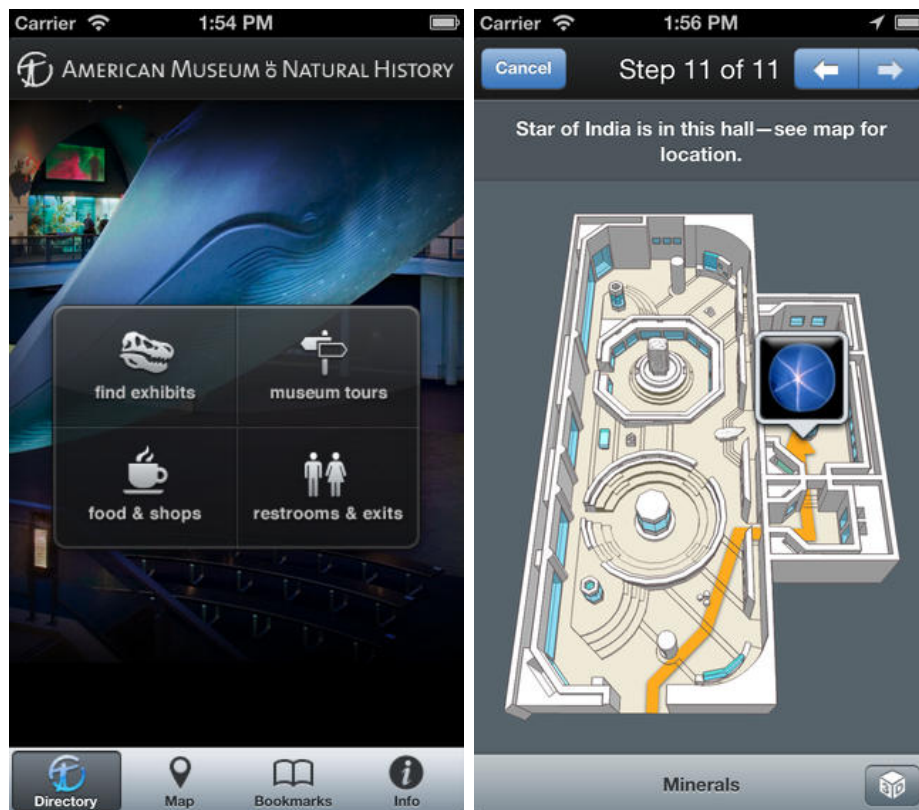 Carrier 1:54 PM
AMERICAN MUSEUM OF NATURAL HISTORY
find exhibits
museum tours
food & shops
restrooms & exits
Directory
Map
Bookmarks
Info
Carrier 1:56 PM
Cancel
Step 11 of 11
Star of India is in this hall—see map for
location.
Minerals
3D